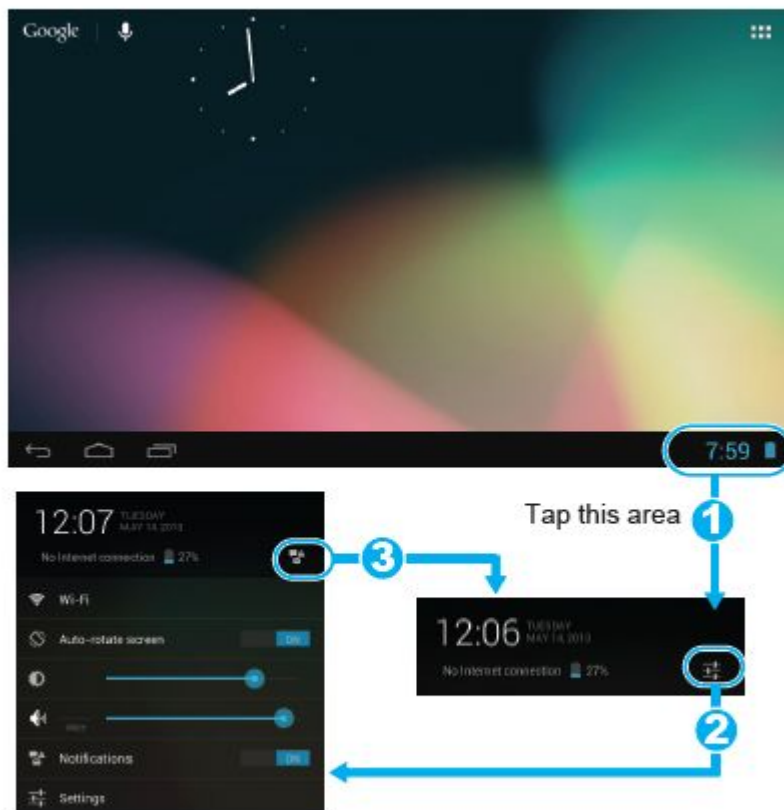 Google
7:59
Tap this area 1
12:07 TUESDAY
MAY 14, 2013
No Internet connection 27%
3
Wi-Fi
12:06 TUESDAY
MAY 14, 2013
Auto-rotate screen ON
No Internet connection 27%
2
Notifications ON
Settings